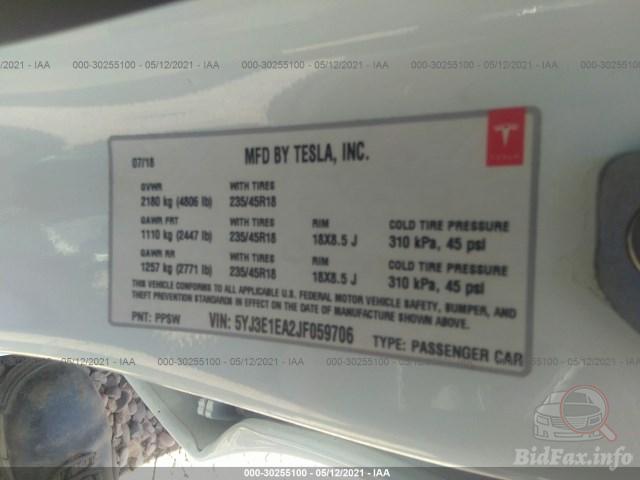 5/12/2021 - IAA 000-30255100 - 05/12/2021 - IAA 000-30255100 - 05/12/2021 - IAA 000-30255100 - 05/12
07/18 MFD BY TESLA, INC.
TESLA
GVWR WITH TIRES
2180 kg (4806 lb) 235/45R18
GAWR FRT WITH TIRES RIM COLD TIRE PRESSURE
1110 kg (2447 lb) 235/45R18 18X8.5 J 310 kPa, 45 psi
GAWR RR WITH TIRES RIM COLD TIRE PRESSURE
1257 kg (2771 lb) 235/45R18 18X8.5 J 310 kPa, 45 psi
THIS VEHICLE CONFORMS TO ALL APPLICABLE U.S. FEDERAL MOTOR VEHICLE SAFETY, BUMPER, AND
THEFT PREVENTION STANDARDS IN EFFECT ON THE DATE OF MANUFACTURE SHOWN ABOVE.
PNT: PPSW VIN: 5YJ3E1EA2JF059706 TYPE: PASSENGER CAR
5/12/2021 - IAA 000-30255100 - 05/12/2021 - IAA 000-30255100 - 05/12/2021 - IAA 000-30255100 - 05/12
BidFax.info
000-30255100 - 05/12/2021 - IAA